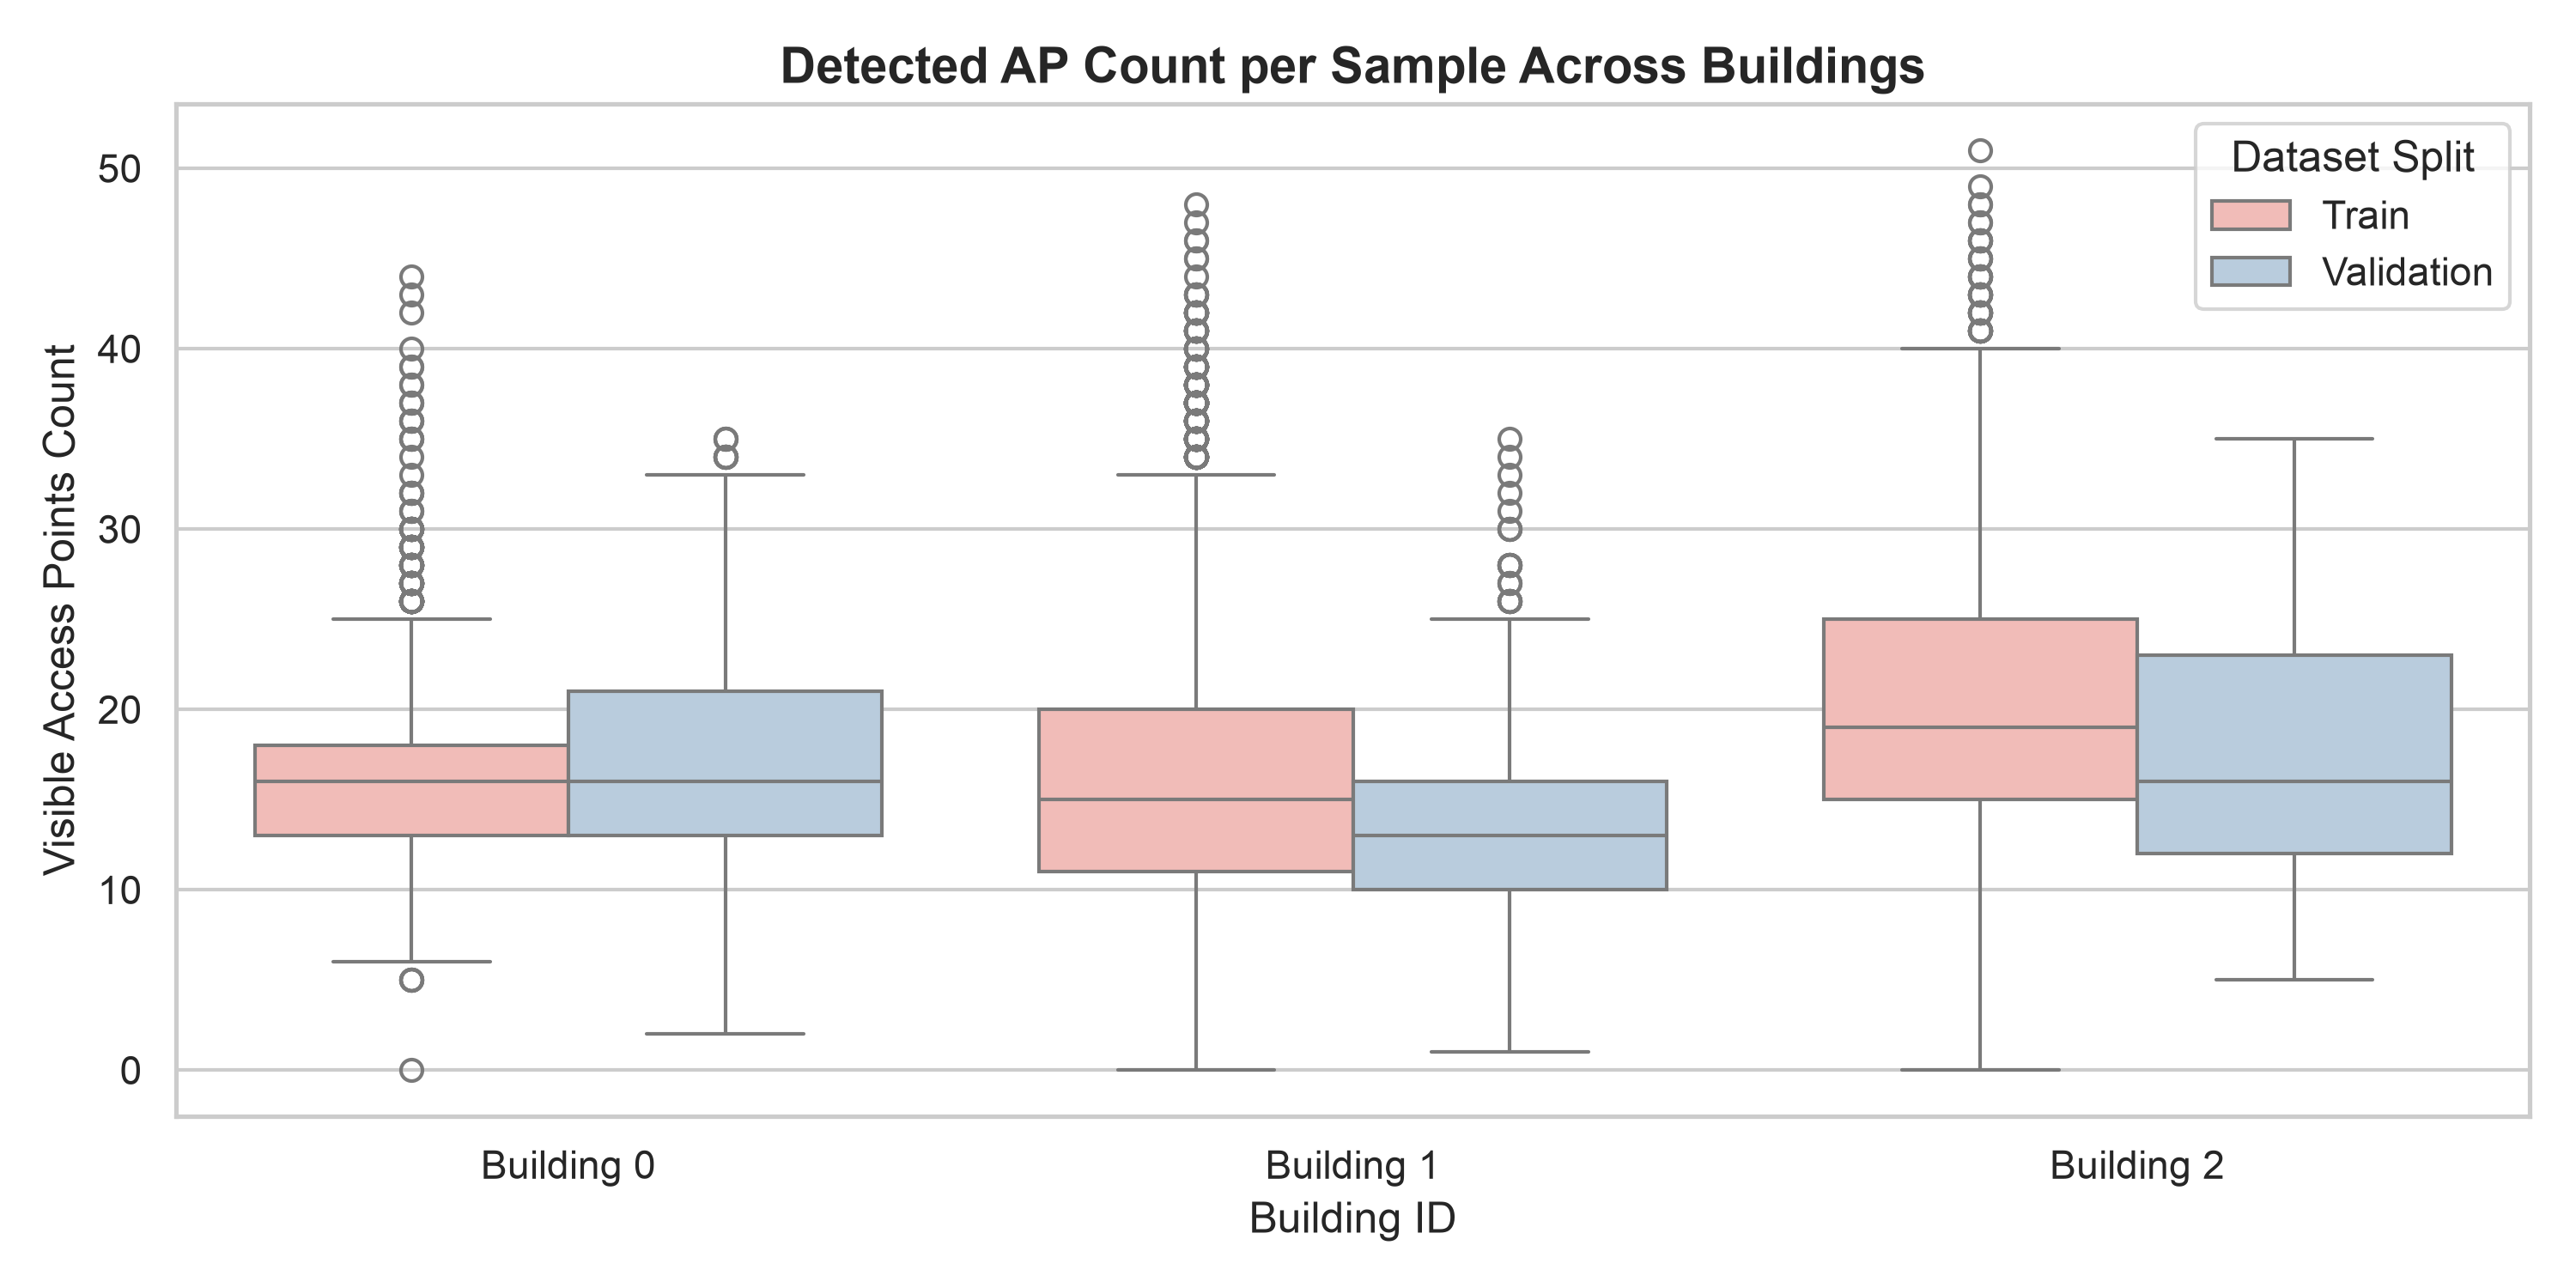 Detected AP Count per Sample Across Buildings
Visible Access Points Count
50
40
30
20
10
0
Dataset Split
Train
Validation
Building 0
Building 1
Building 2
Building ID